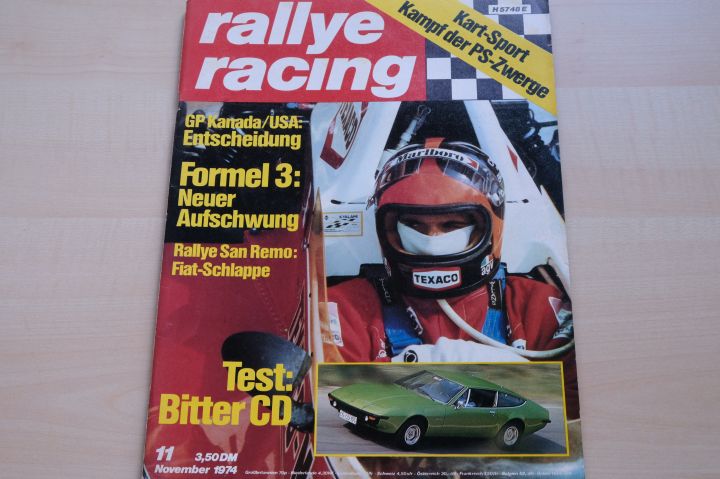 rallye
racing
H 5748 E
Kart-Sport
Kampf der PS-Zwerge
GP Kanada/USA:
Entscheidung
Formel 3:
Neuer
Aufschwung
Rallye San Remo:
Fiat-Schlappe
Marlboro
TEXACO
agv
Test:
Bitter CD
11
3,50 DM
November 1974